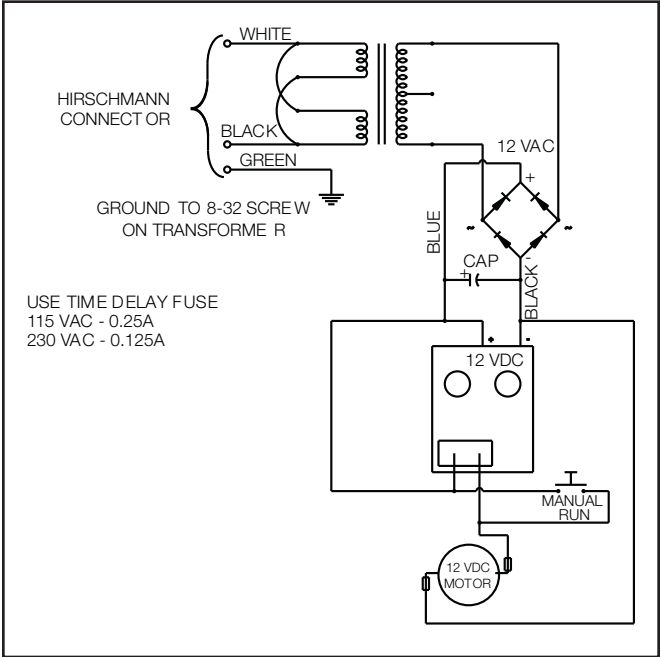 WHITE
HIRSCHMANN
CONNECTOR
BLACK
GREEN
12 VAC
GROUND TO 8-32 SCREW
ON TRANSFORMER
+
~
~
-
BLUE
CAP
+
BLACK
USE TIME DELAY FUSE
115 VAC - 0.25A
230 VAC - 0.125A
+
-
12 VDC
MANUAL
RUN
12 VDC
MOTOR